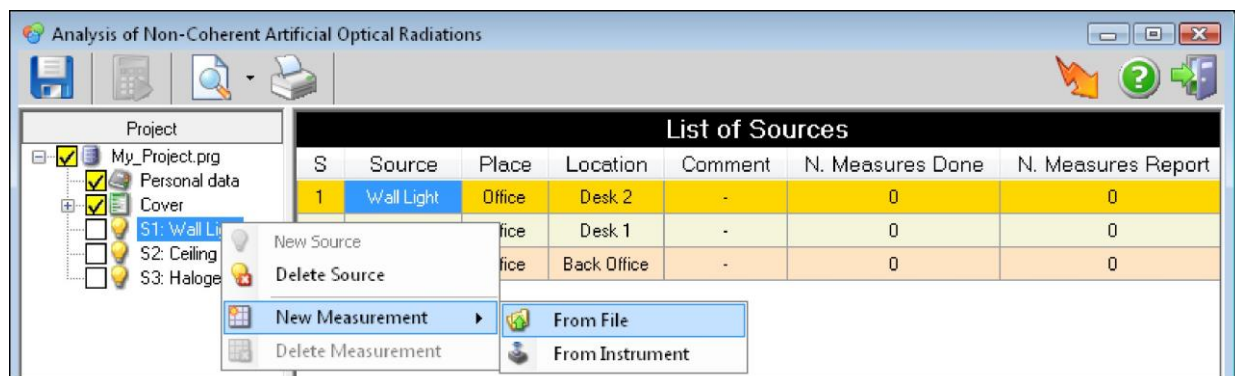 Analysis of Non-Coherent Artificial Optical Radiations
Project
My_Project.prg
Personal data
Cover
S1: Wall Li
S2: Ceiling
S3: Haloge
List of Sources
S Source Place Location Comment N. Measures Done N. Measures Report
1 Wall Light Office Desk 2 - 0 0
fice Desk 1 - 0 0
fice Back Office - 0 0
New Source
Delete Source
New Measurement
Delete Measurement
From File
From Instrument